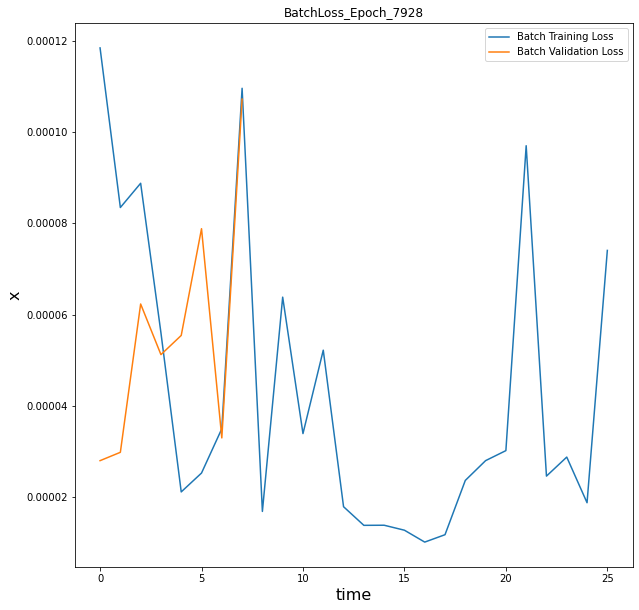 BatchLoss_Epoch_7928
Batch Training Loss
Batch Validation Loss
0.00012
0.00010
0.00008
0.00006
0.00004
0.00002
x
0 5 10 15 20 25
time